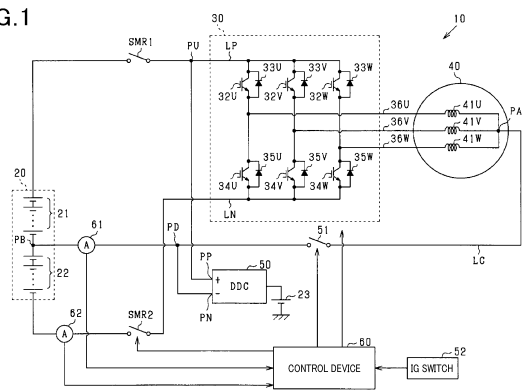 G.1
30
10
SMR1
PU
LP
33U
33V
33W
40
32U
32V
32W
36U
41U
PA
36V
41V
36W
41W
35U
35V
35W
34U
34V
34W
LN
20
21
61
PB
A
PD
51
LC
22
PP
50
+
DDC
23
−
PN
62
A
SMR2
60
CONTROL DEVICE
52
IG SWITCH